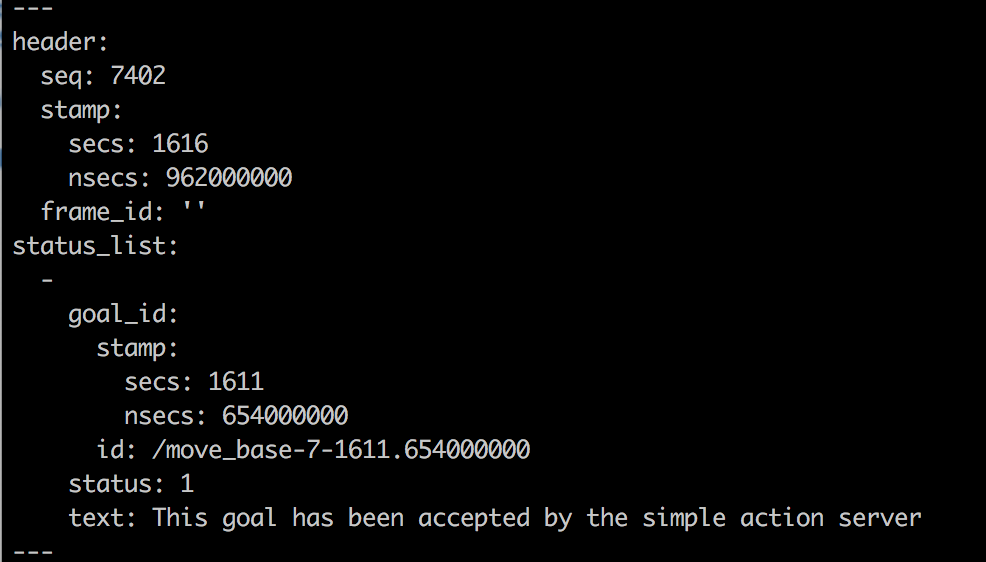 ---
header:
  seq: 7402
  stamp:
    secs: 1616
    nsecs: 962000000
  frame_id: ''
status_list:
  -
    goal_id:
      stamp:
        secs: 1611
        nsecs: 654000000
      id: /move_base-7-1611.654000000
    status: 1
    text: This goal has been accepted by the simple action server
---